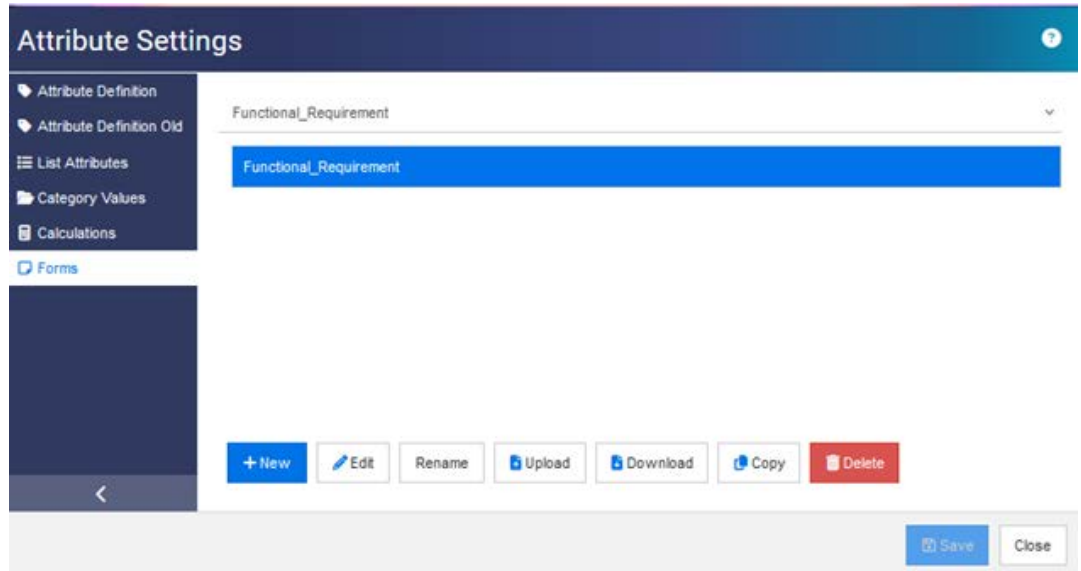 Attribute Settings
Attribute Definition
Attribute Definition Old
List Attributes
Category Values
Calculations
Forms
Functional_Requirement
Functional_Requirement
New
Edit
Rename
Upload
Download
Copy
Delete
Save
Close